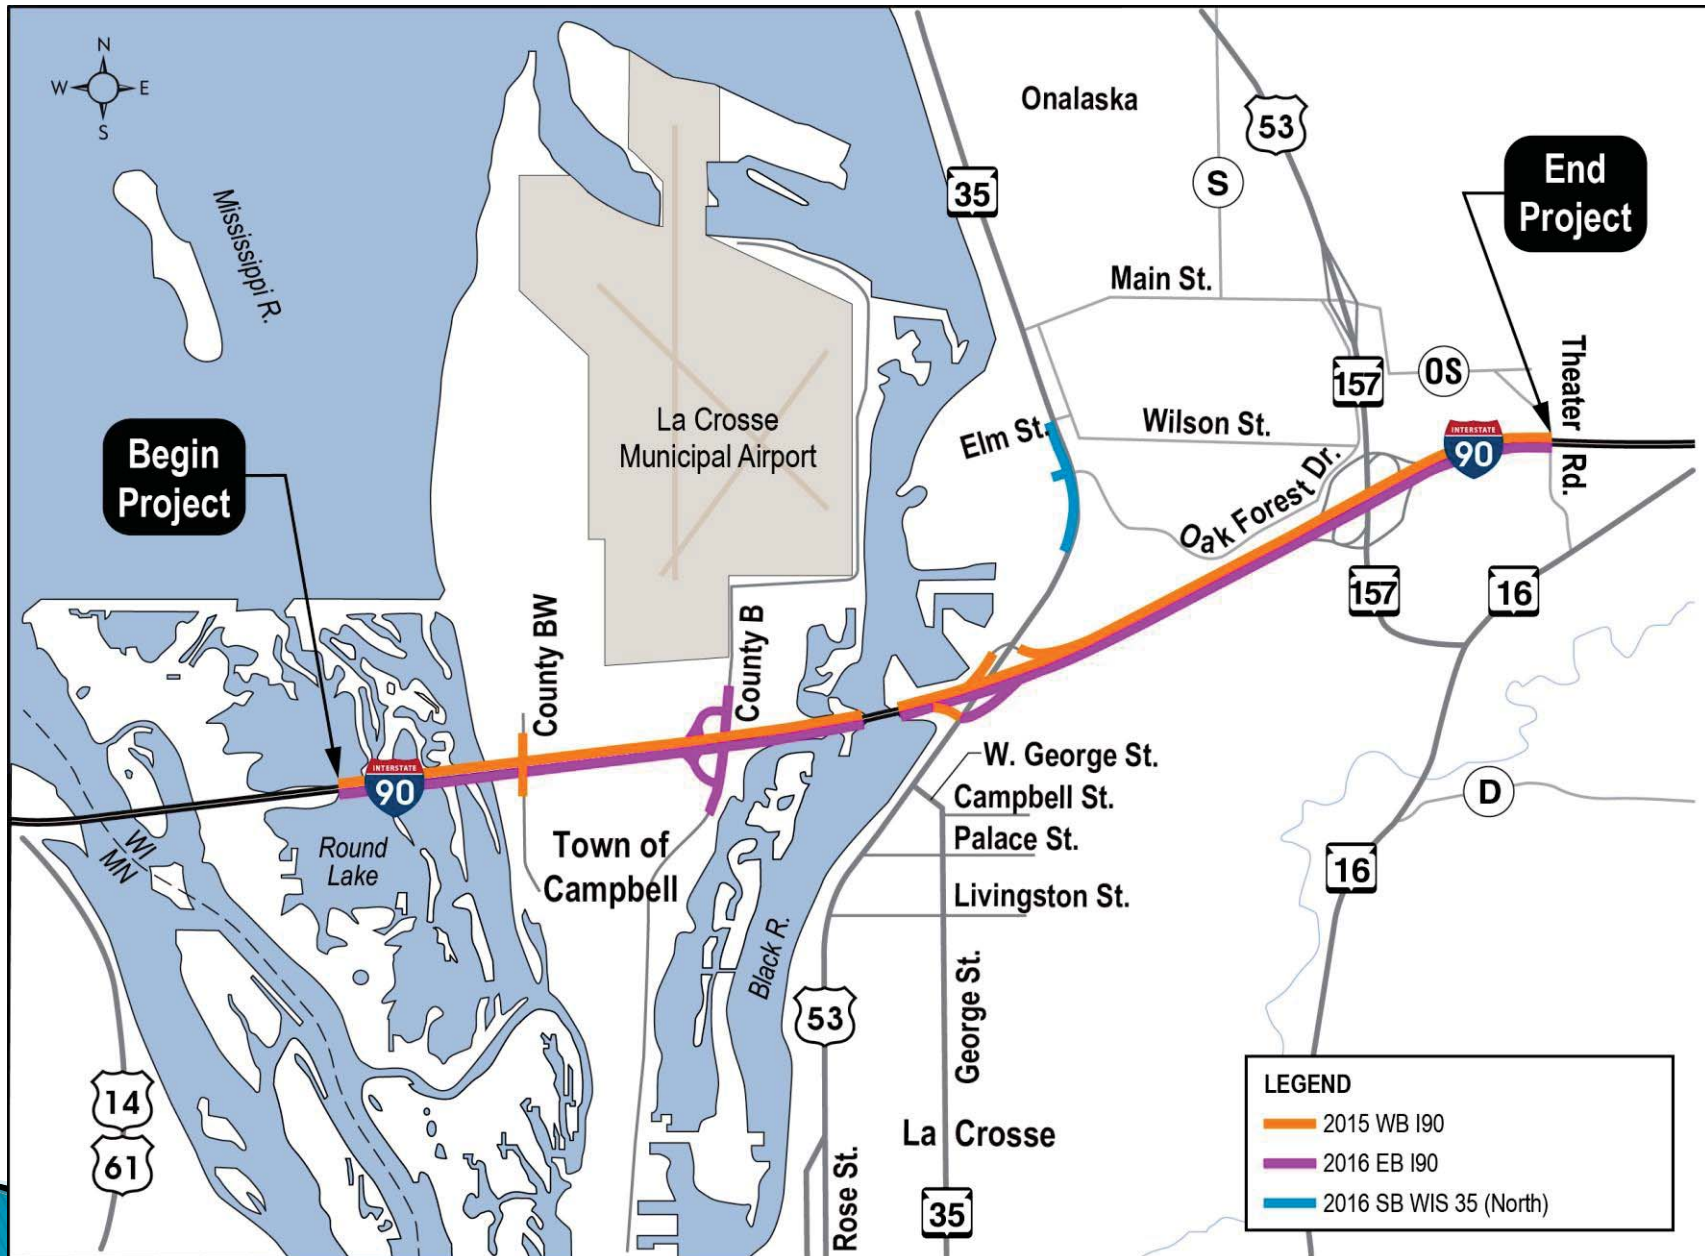 N
W
E
S
Mississippi R.
Onalaska
53
35
S
End
Project
Main St.
Theater Rd.
157
OS
La Crosse
Municipal Airport
Elm St.
Wilson St.
INTERSTATE
90
Begin
Project
Oak Forest Dr.
157
16
County BW
County B
INTERSTATE
90
W. George St.
Campbell St.
Palace St.
Livingston St.
D
WI
MN
Round
Lake
Town of
Campbell
16
Black R.
53
George St.
14
61
La Crosse
Rose St.
35
LEGEND
2015 WB I90
2016 EB I90
2016 SB WIS 35 (North)